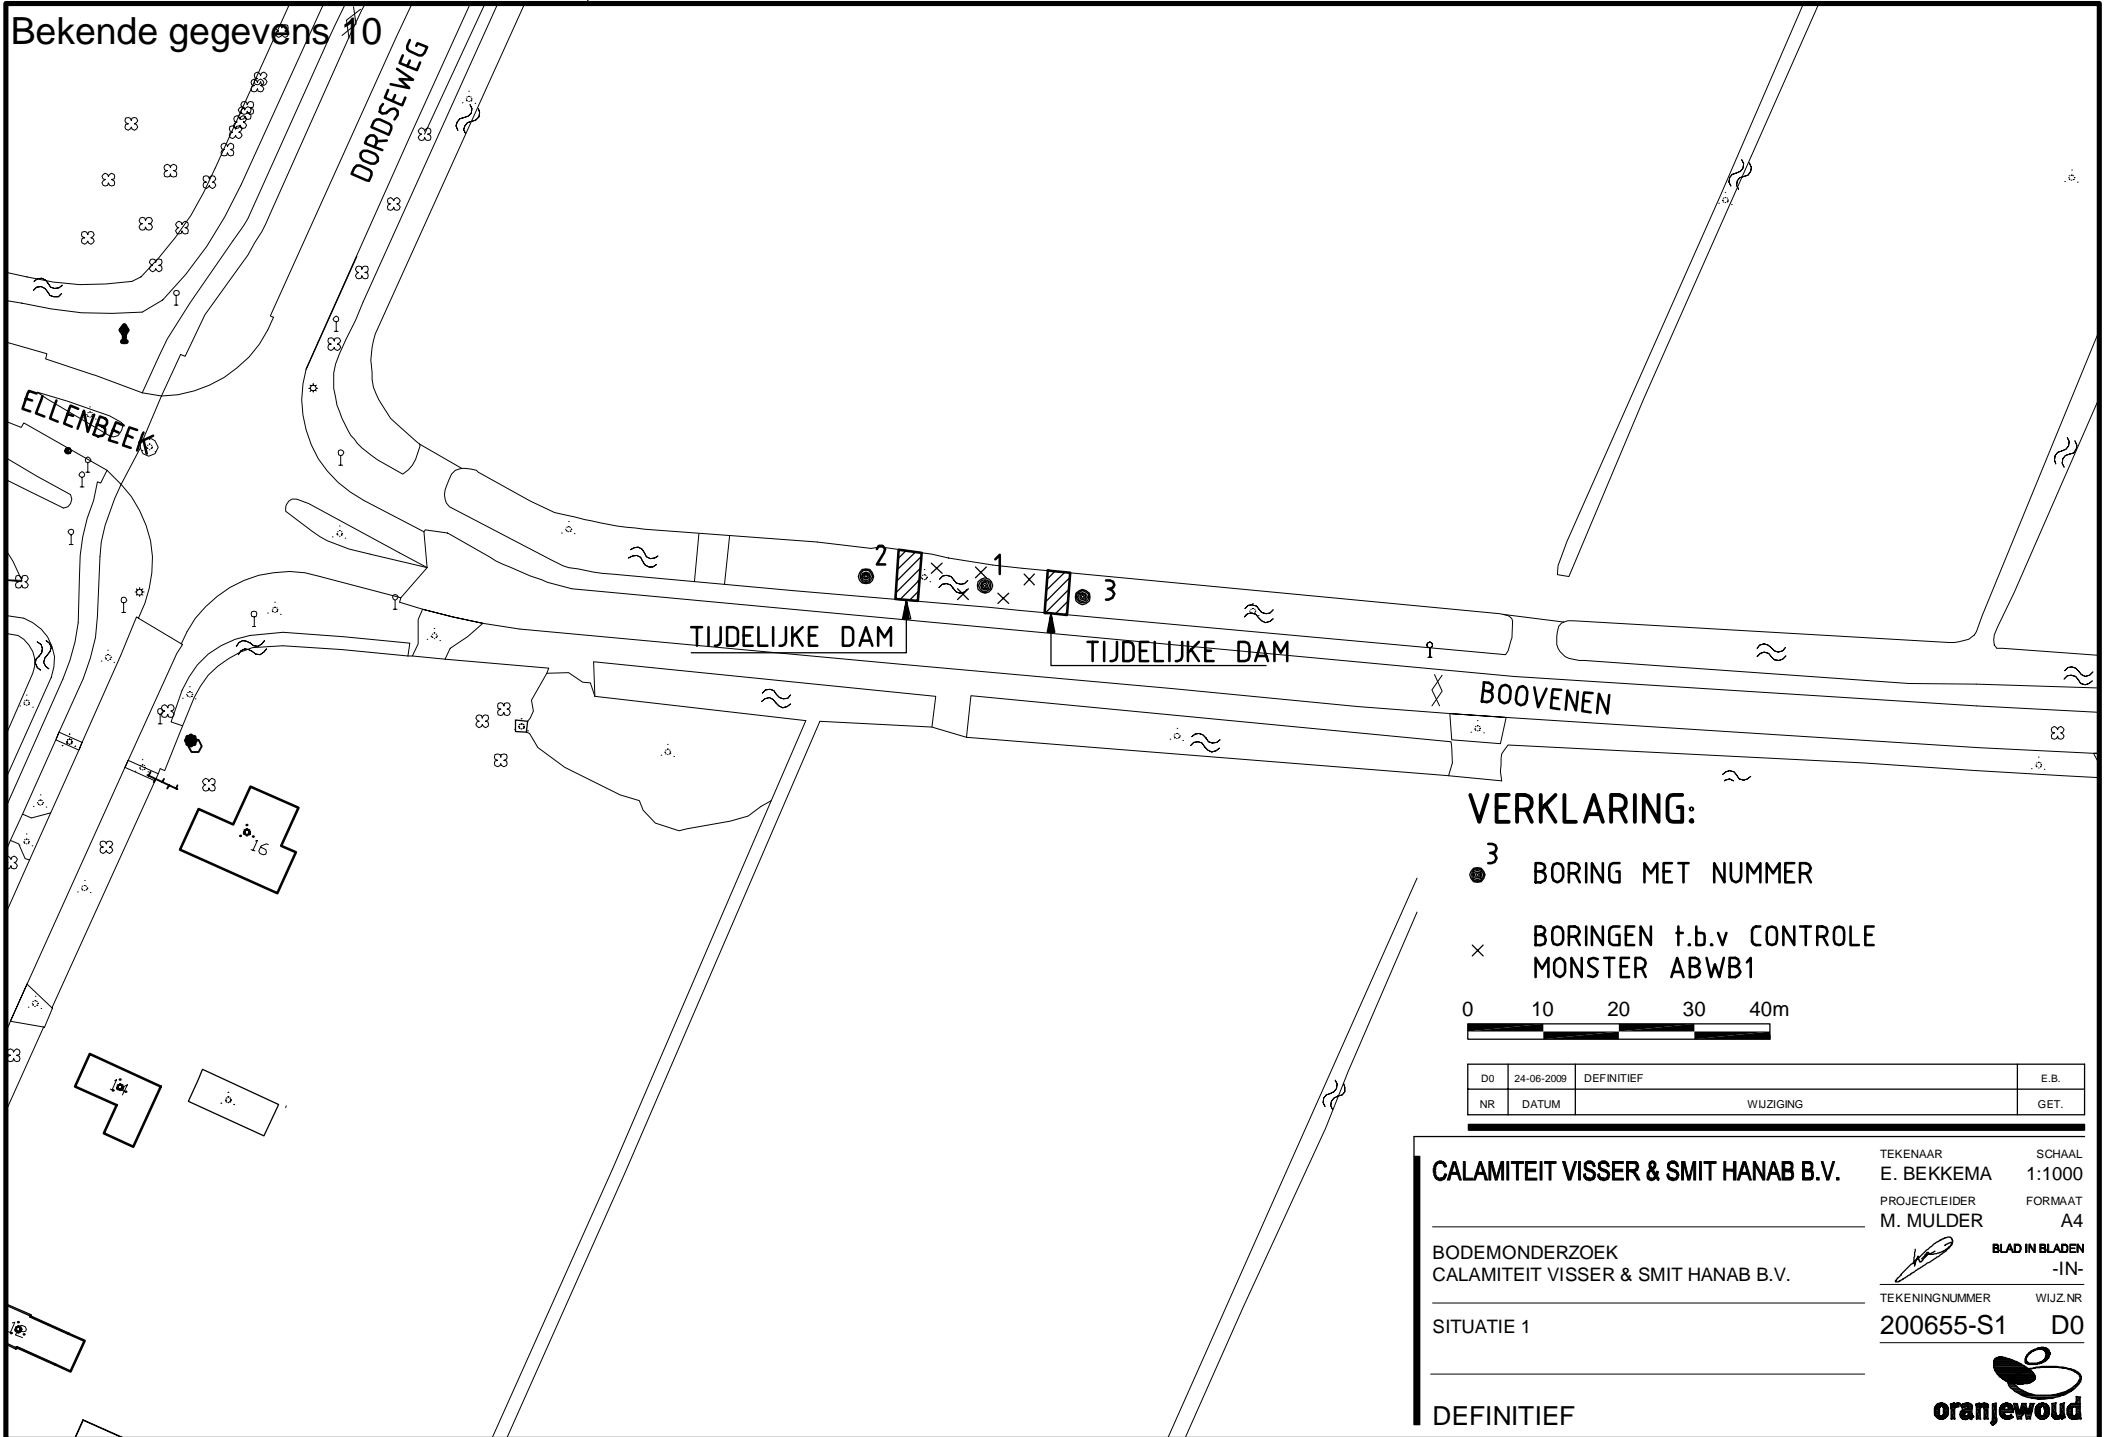 Bekende gegevens 10
DORDSEWEG
ELLENBEEK
2
1
3
TIJDELIJKE DAM
TIJDELIJKE DAM
BOOVENEN
16
14
12
VERKLARING:
3
BORING MET NUMMER
BORINGEN t.b.v CONTROLE
MONSTER ABWB1
0 10 20 30 40m
D0 24-06-2009 DEFINITIEF E.B.
NR DATUM WIJZIGING GET.
CALAMITEIT VISSER & SMIT HANAB B.V.
TEKENAAR SCHAAL
E. BEKKEMA 1:1000
PROJECTLEIDER FORMAAT
M. MULDER A4
BODEMONDERZOEK
CALAMITEIT VISSER & SMIT HANAB B.V.
BLAD IN BLADEN
-IN-
TEKENINGNUMMER WIJZ.NR
SITUATIE 1
200655-S1 D0
DEFINITIEF
oranjewoud